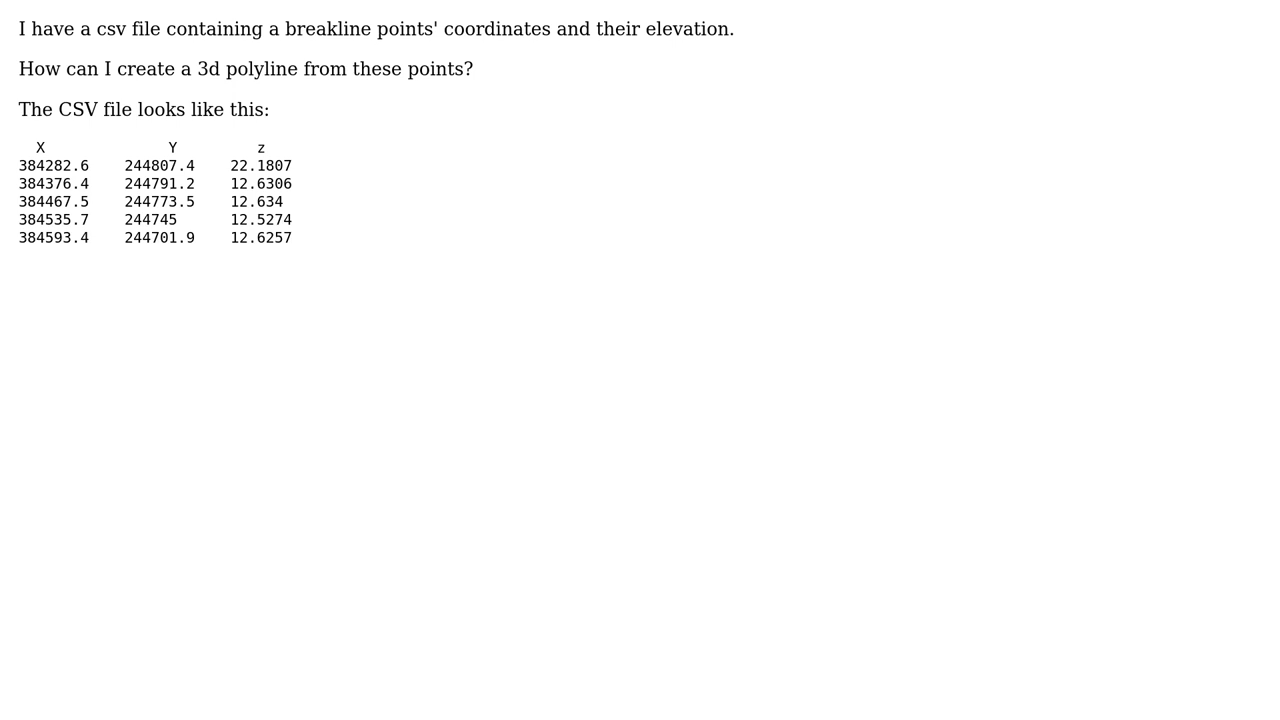 I have a csv file containing a breakline points' coordinates and their elevation.
How can I create a 3d polyline from these points?
The CSV file looks like this:
X Y z
384282.6 244807.4 22.1807
384376.4 244791.2 12.6306
384467.5 244773.5 12.634
384535.7 244745 12.5274
384593.4 244701.9 12.6257